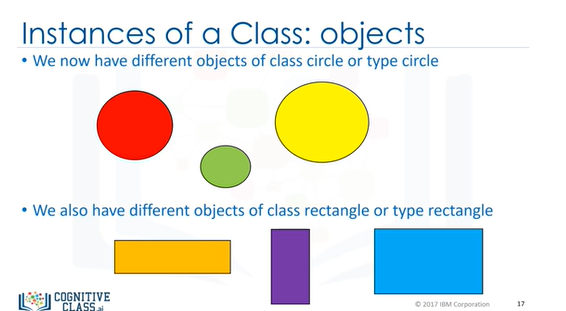 Instances of a Class: objects
• We now have different objects of class circle or type circle
• We also have different objects of class rectangle or type rectangle
COGNITIVE
CLASS.ai
© 2017 IBM Corporation
17